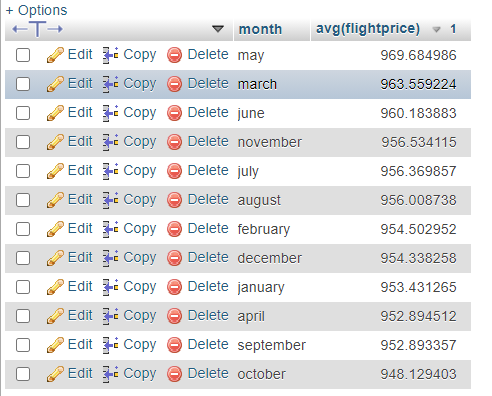 + Options
←T→ month avg(flightprice) 1
Edit Copy Delete may 969.684986
Edit Copy Delete march 963.559224
Edit Copy Delete june 960.183883
Edit Copy Delete november 956.534115
Edit Copy Delete july 956.369857
Edit Copy Delete august 956.008738
Edit Copy Delete february 954.502952
Edit Copy Delete december 954.338258
Edit Copy Delete january 953.431265
Edit Copy Delete april 952.894512
Edit Copy Delete september 952.893357
Edit Copy Delete october 948.129403